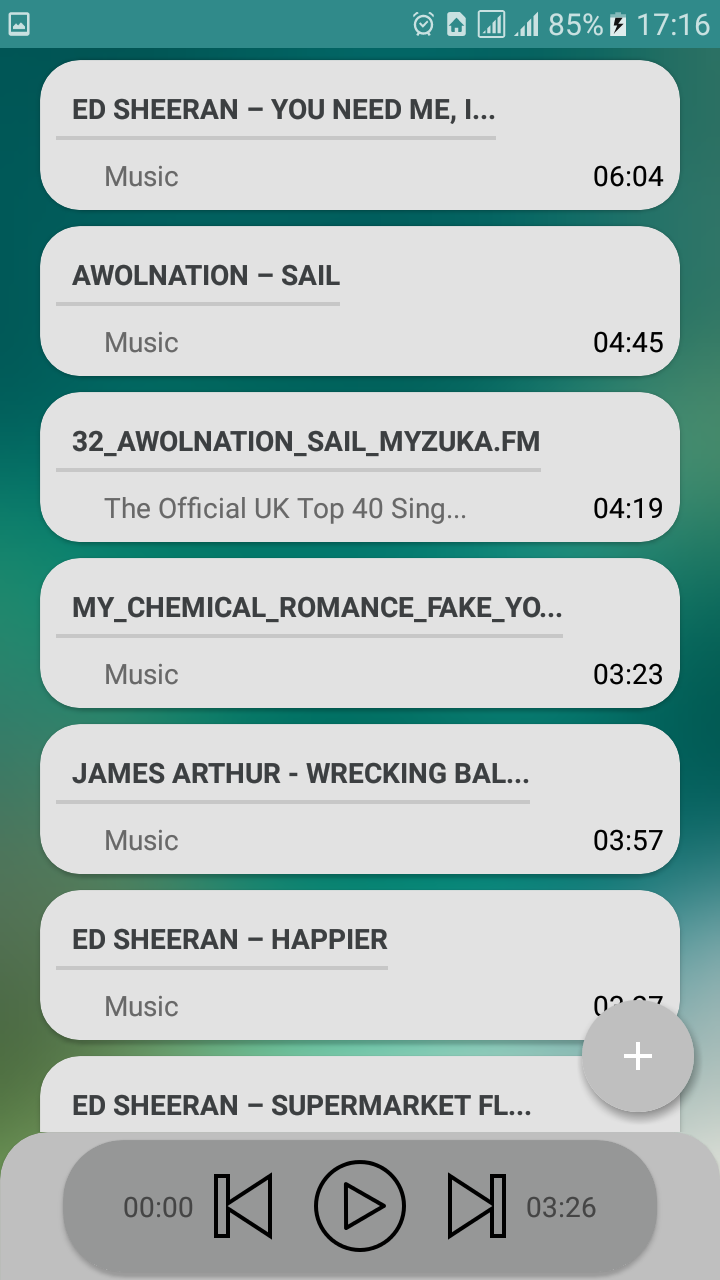 85% 17:16
ED SHEERAN – YOU NEED ME, I...
Music 06:04
AWOLNATION – SAIL
Music 04:45
32_AWOLNATION_SAIL_MYZUKA.FM
The Official UK Top 40 Sing... 04:19
MY_CHEMICAL_ROMANCE_FAKE_YO...
Music 03:23
JAMES ARTHUR - WRECKING BAL...
Music 03:57
ED SHEERAN – HAPPIER
Music
ED SHEERAN – SUPERMARKET FL...
00:00 03:26